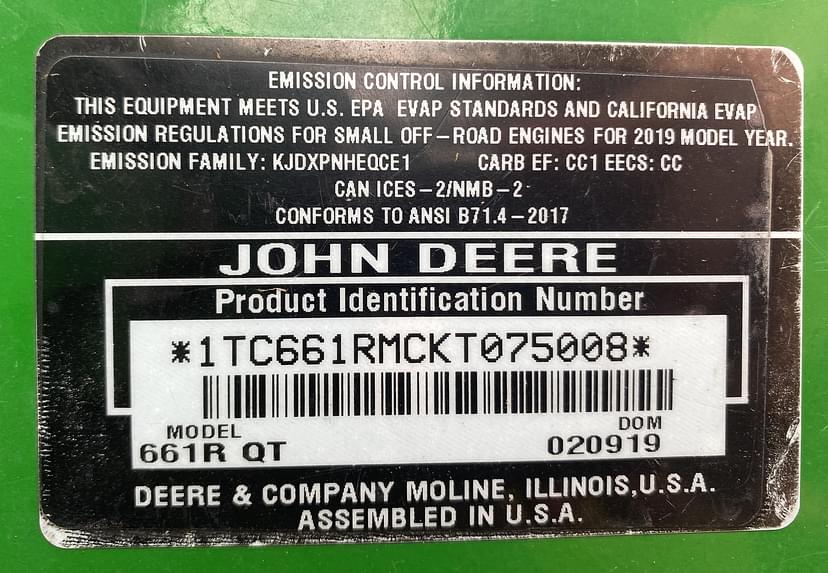 EMISSION CONTROL INFORMATION:
THIS EQUIPMENT MEETS U.S. EPA EVAP STANDARDS AND CALIFORNIA EVAP
EMISSION REGULATIONS FOR SMALL OFF-ROAD ENGINES FOR 2019 MODEL YEAR.
EMISSION FAMILY: KJDXPNHEQCE1 CARB EF: CC1 EECS: CC
CAN ICES-2/NMB-2
CONFORMS TO ANSI B71.4-2017
JOHN DEERE
Product Identification Number
*1TC661RMCKT075008*
MODEL DOM
661R QT 020919
DEERE & COMPANY MOLINE, ILLINOIS,U.S.A.
ASSEMBLED IN U.S.A.